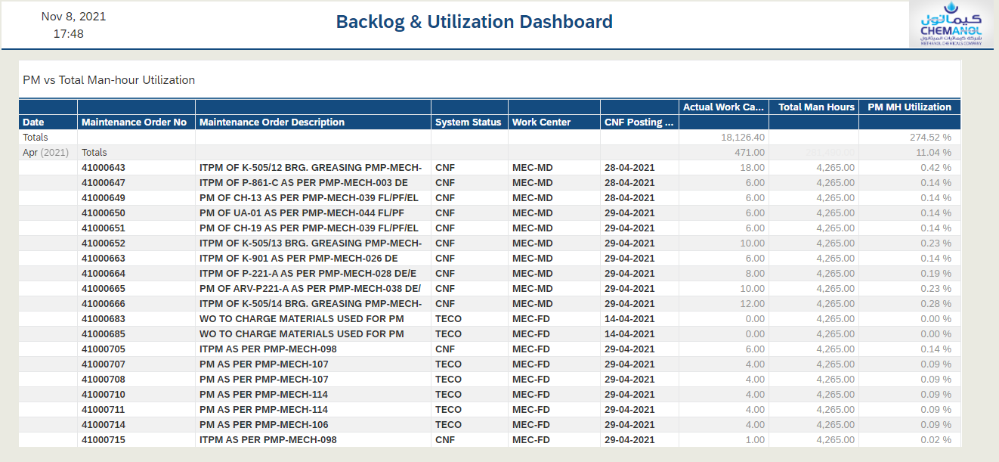 Nov 8, 2021
17:48
Backlog & Utilization Dashboard
كيمانول
CHEMANOL
شركة كيمائيات الميثانول
METHANOL CHEMICALS COMPANY
PM vs Total Man-hour Utilization
Actual Work Ca... Total Man Hours PM MH Utilization
Date Maintenance Order No Maintenance Order Description System Status Work Center CNF Posting ...
Totals 18,126.40 274.52 %
Apr (2021) Totals 471.00 11.04 %
41000643 ITPM OF K-505/12 BRG. GREASING PMP-MECH- CNF MEC-MD 28-04-2021 18.00 4,265.00 0.42 %
41000647 ITPM OF P-861-C AS PER PMP-MECH-003 DE CNF MEC-MD 28-04-2021 6.00 4,265.00 0.14 %
41000649 PM OF CH-13 AS PER PMP-MECH-039 FL/PF/EL CNF MEC-MD 28-04-2021 6.00 4,265.00 0.14 %
41000650 PM OF UA-01 AS PER PMP-MECH-044 FL/PF CNF MEC-MD 29-04-2021 6.00 4,265.00 0.14 %
41000651 PM OF CH-19 AS PER PMP-MECH-039 FL/PF/EL CNF MEC-MD 29-04-2021 6.00 4,265.00 0.14 %
41000652 ITPM OF K-505/13 BRG. GREASING PMP-MECH- CNF MEC-MD 29-04-2021 10.00 4,265.00 0.23 %
41000663 ITPM OF K-901 AS PER PMP-MECH-026 DE CNF MEC-MD 29-04-2021 6.00 4,265.00 0.14 %
41000664 ITPM OF P-221-A AS PER PMP-MECH-028 DE/E CNF MEC-MD 29-04-2021 8.00 4,265.00 0.19 %
41000665 PM OF ARV-P221-A AS PER PMP-MECH-038 DE/ CNF MEC-MD 29-04-2021 10.00 4,265.00 0.23 %
41000666 ITPM OF K-505/14 BRG. GREASING PMP-MECH- CNF MEC-MD 29-04-2021 12.00 4,265.00 0.28 %
41000683 WO TO CHARGE MATERIALS USED FOR PM TECO MEC-FD 14-04-2021 0.00 4,265.00 0.00 %
41000685 WO TO CHARGE MATERIALS USED FOR PM TECO MEC-FD 14-04-2021 0.00 4,265.00 0.00 %
41000705 ITPM AS PER PMP-MECH-098 CNF MEC-FD 29-04-2021 6.00 4,265.00 0.14 %
41000707 PM AS PER PMP-MECH-107 TECO MEC-FD 29-04-2021 4.00 4,265.00 0.09 %
41000708 PM AS PER PMP-MECH-107 TECO MEC-FD 29-04-2021 4.00 4,265.00 0.09 %
41000710 PM AS PER PMP-MECH-114 TECO MEC-FD 29-04-2021 4.00 4,265.00 0.09 %
41000711 PM AS PER PMP-MECH-114 TECO MEC-FD 29-04-2021 4.00 4,265.00 0.09 %
41000714 PM AS PER PMP-MECH-106 TECO MEC-FD 29-04-2021 4.00 4,265.00 0.09 %
41000715 ITPM AS PER PMP-MECH-098 CNF MEC-FD 29-04-2021 1.00 4,265.00 0.02 %